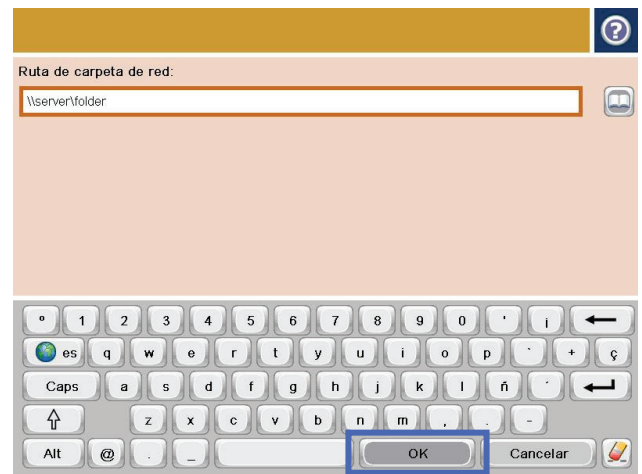 ?
Ruta de carpeta de red:
\\server\folder
º 1 2 3 4 5 6 7 8 9 0 ' ¡
es q w e r t y u i o p ` + ç
Caps a s d f g h j k l ñ ´
z x c v b n m , . -
Alt @ . _ OK Cancelar